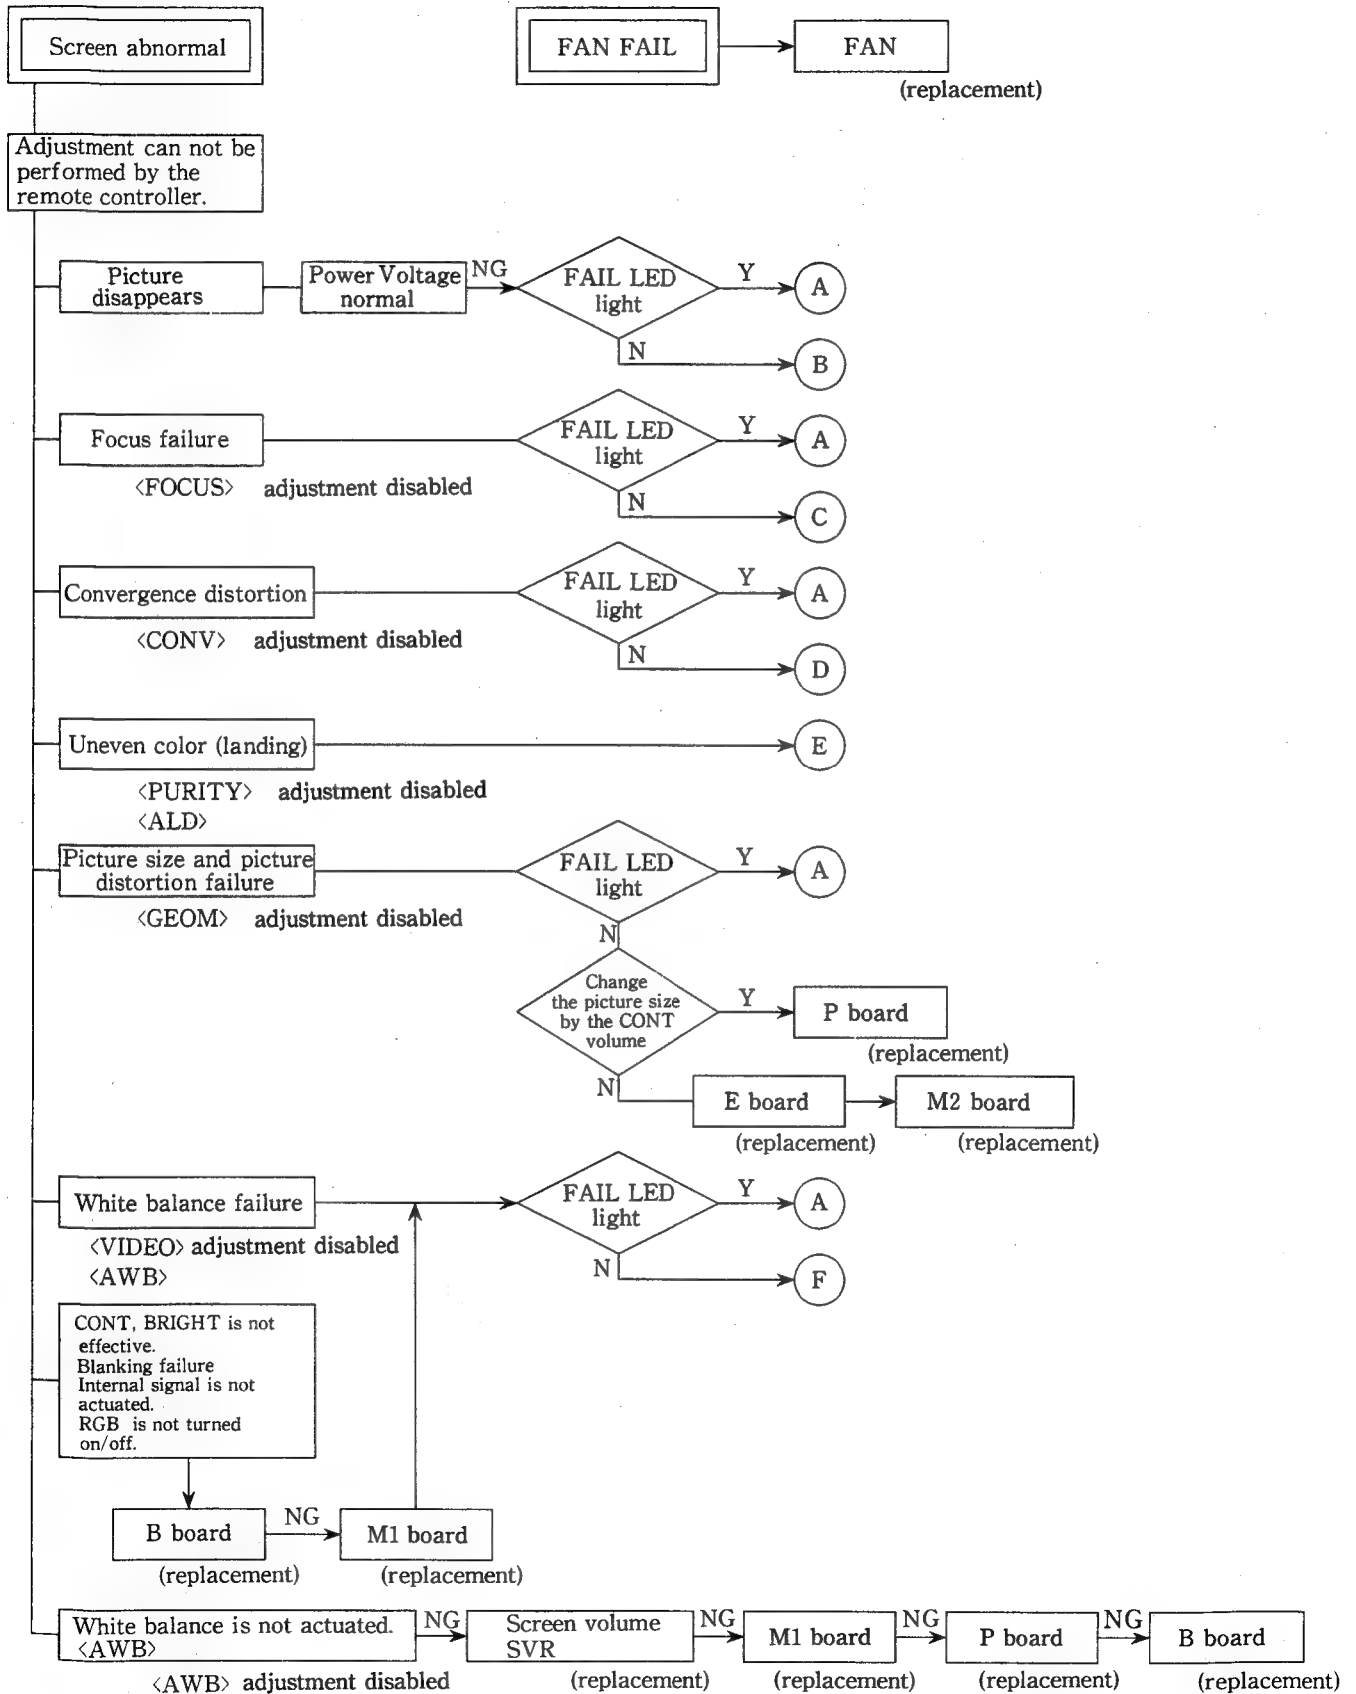 Screen abnormal
FAN FAIL
FAN
(replacement)
Adjustment can not be
performed by the
remote controller.
Picture
disappears
Power Voltage
normal
NG
FAIL LED
light
Y
A
N
B
Focus failure
<FOCUS> adjustment disabled
FAIL LED
light
Y
A
N
C
Convergence distortion
<CONV> adjustment disabled
FAIL LED
light
Y
A
N
D
Uneven color (landing)
E
<PURITY> adjustment disabled
<ALD>
Picture size and picture
distortion failure
<GEOM> adjustment disabled
FAIL LED
light
Y
A
N
Change
the picture size
by the CONT
volume
Y
P board
(replacement)
N
E board
(replacement)
M2 board
(replacement)
White balance failure
<VIDEO> adjustment disabled
<AWB>
FAIL LED
light
Y
A
N
F
CONT, BRIGHT is not
effective.
Blanking failure
Internal signal is not
actuated.
RGB is not turned
on/off.
B board
(replacement)
NG
M1 board
(replacement)
White balance is not actuated.
<AWB>
<AWB> adjustment disabled
NG
Screen volume
SVR
(replacement)
NG
M1 board
(replacement)
NG
P board
(replacement)
NG
B board
(replacement)